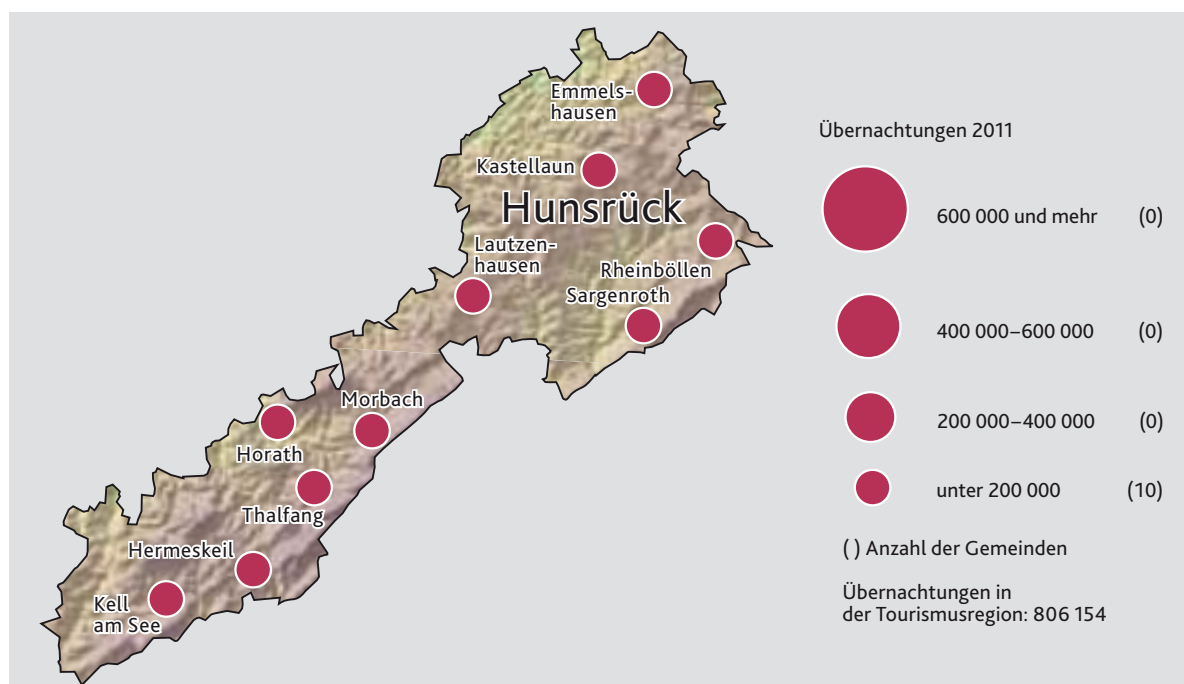 Emmels-
hausen
Kastellaun
Hunsrück
Lautzen-
hausen
Rheinböllen
Sargenroth
Morbach
Horath
Thalfang
Hermeskeil
Kell
am See
Übernachtungen 2011
600 000 und mehr (0)
400 000–600 000 (0)
200 000–400 000 (0)
unter 200 000 (10)
( ) Anzahl der Gemeinden
Übernachtungen in
der Tourismusregion: 806 154